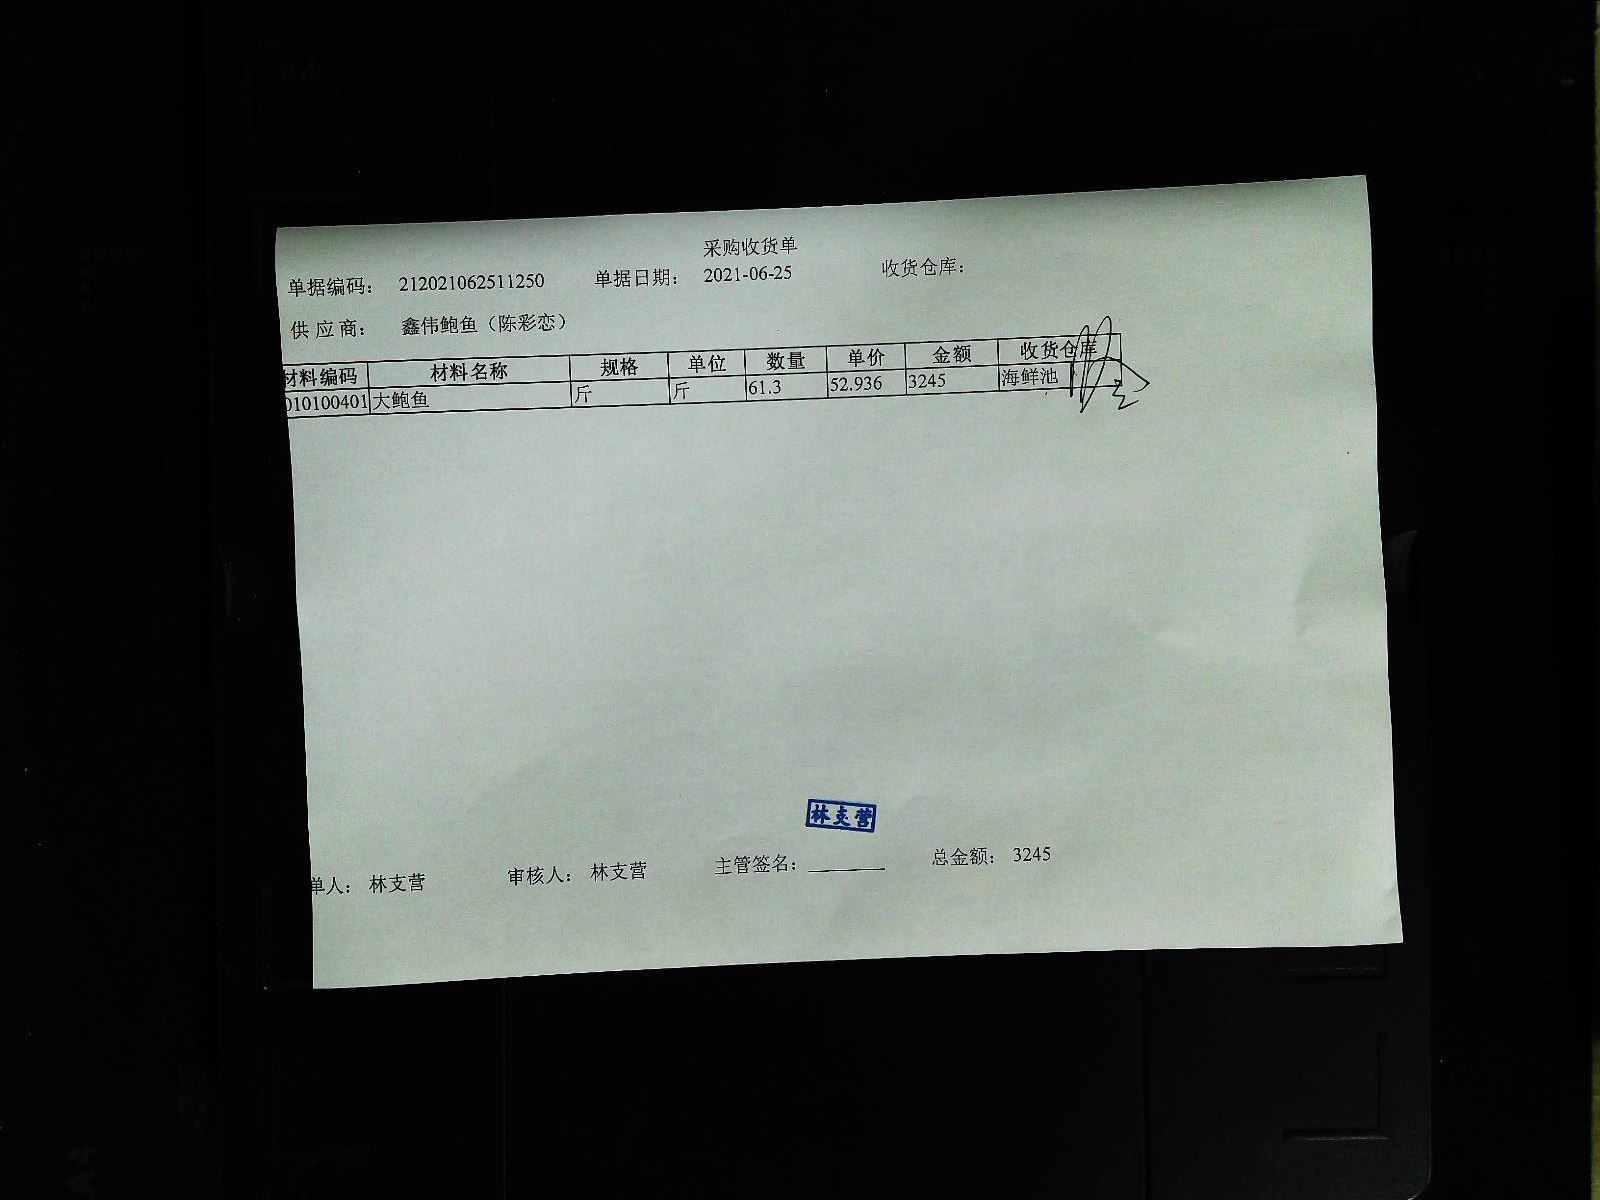 采购收货单
单据编码： 212021062511250 单据日期： 2021-06-25 收货仓库：
供 应 商： 鑫伟鲍鱼（陈彩恋）
材料编码 材料名称 规格 单位 数量 单价 金额 收货仓库
010100401 大鲍鱼 斤 斤 61.3 52.936 3245 海鲜池
林支营
单人： 林支营 审核人： 林支营 主管签名： 总金额： 3245